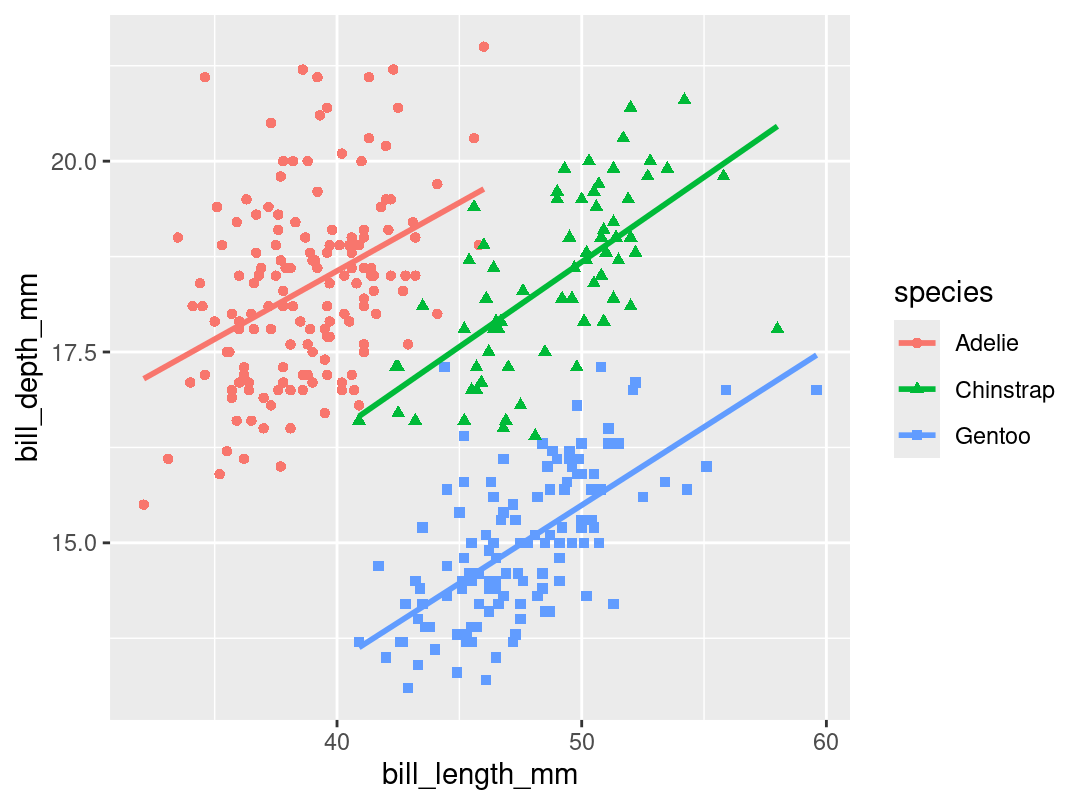 20.0
17.5
15.0
bill_depth_mm
40
50
60
bill_length_mm
species
Adelie
Chinstrap
Gentoo